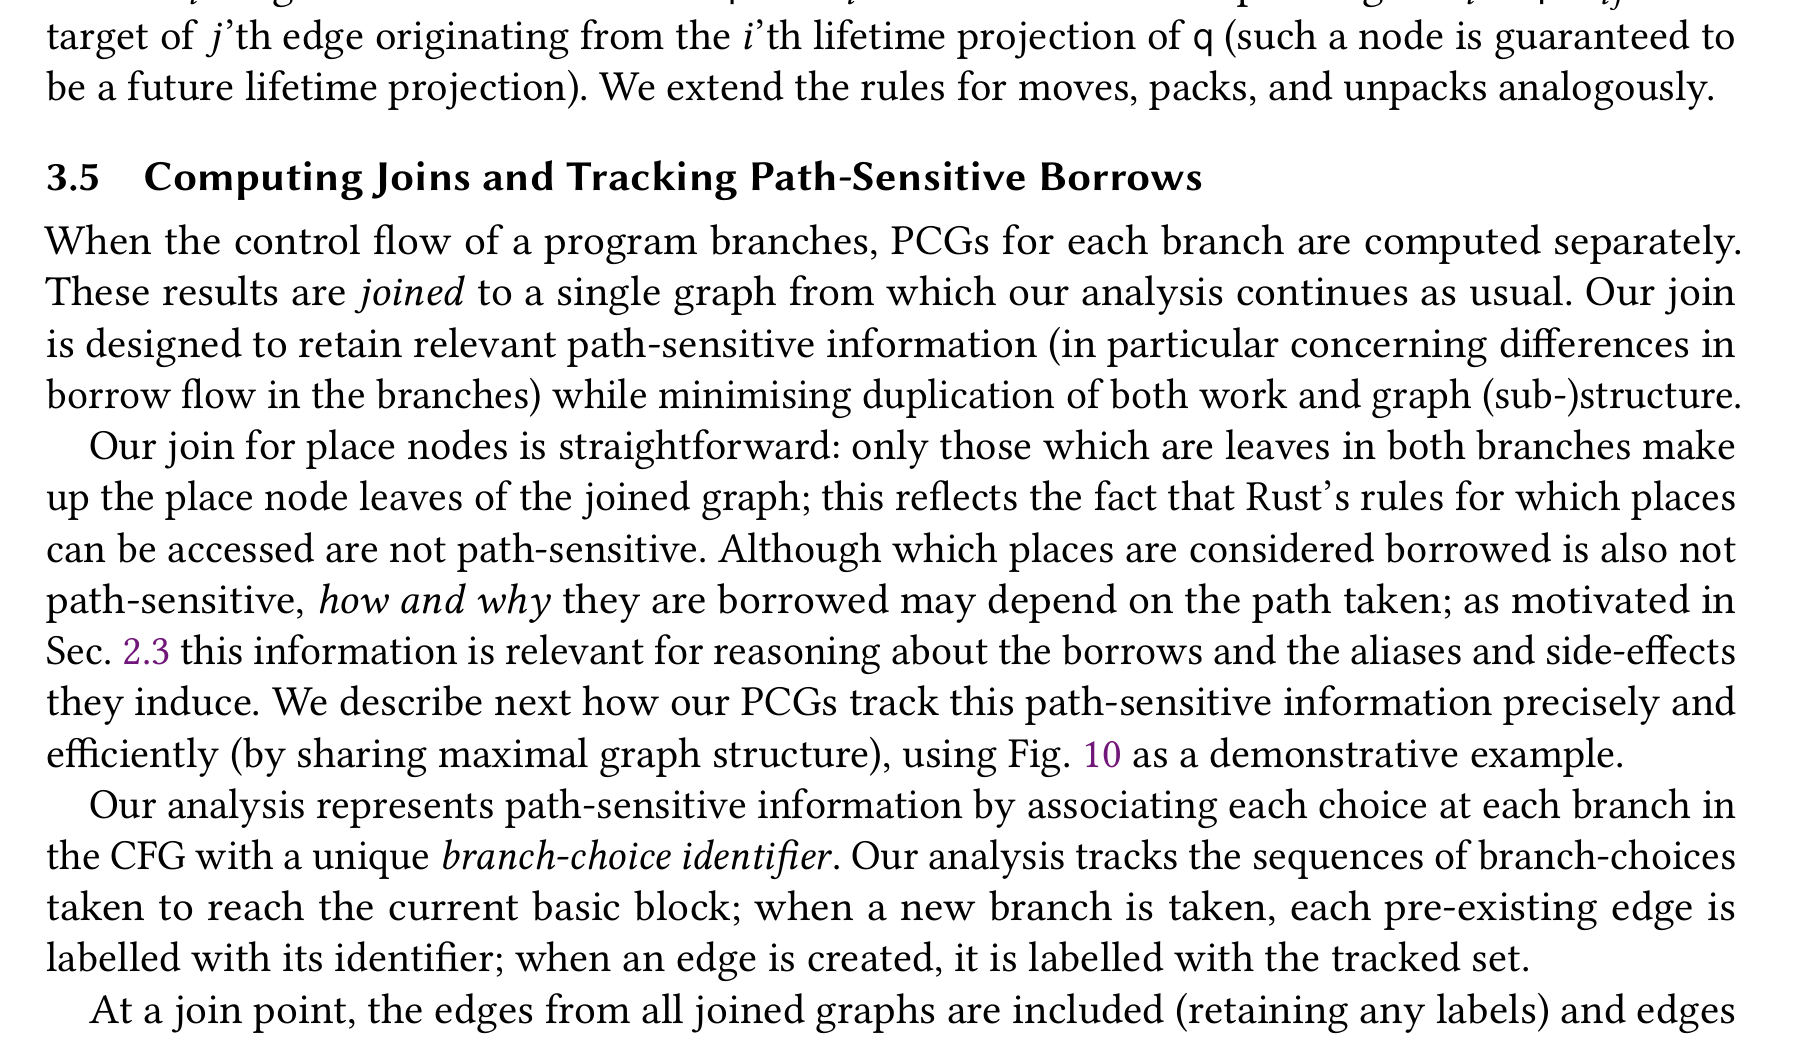 target of j’th edge originating from the i’th lifetime projection of q (such a node is guaranteed to
be a future lifetime projection). We extend the rules for moves, packs, and unpacks analogously.
3.5 Computing Joins and Tracking Path-Sensitive Borrows
When the control flow of a program branches, PCGs for each branch are computed separately.
These results are joined to a single graph from which our analysis continues as usual. Our join
is designed to retain relevant path-sensitive information (in particular concerning differences in
borrow flow in the branches) while minimising duplication of both work and graph (sub-)structure.
Our join for place nodes is straightforward: only those which are leaves in both branches make
up the place node leaves of the joined graph; this reflects the fact that Rust’s rules for which places
can be accessed are not path-sensitive. Although which places are considered borrowed is also not
path-sensitive, how and why they are borrowed may depend on the path taken; as motivated in
Sec. 2.3 this information is relevant for reasoning about the borrows and the aliases and side-effects
they induce. We describe next how our PCGs track this path-sensitive information precisely and
efficiently (by sharing maximal graph structure), using Fig. 10 as a demonstrative example.
Our analysis represents path-sensitive information by associating each choice at each branch in
the CFG with a unique branch-choice identifier. Our analysis tracks the sequences of branch-choices
taken to reach the current basic block; when a new branch is taken, each pre-existing edge is
labelled with its identifier; when an edge is created, it is labelled with the tracked set.
At a join point, the edges from all joined graphs are included (retaining any labels) and edges